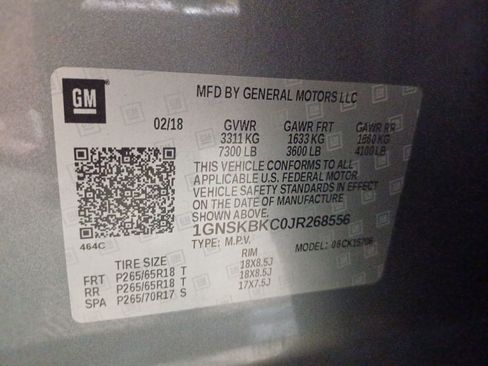 GM
MFD BY GENERAL MOTORS LLC
02/18 GVWR GAWR FRT GAWR RR
3311 KG 1633 KG 1860 KG
7300 LB 3600 LB 4100 LB
THIS VEHICLE CONFORMS TO ALL
APPLICABLE U.S. FEDERAL MOTOR
VEHICLE SAFETY STANDARDS IN EFFECT
ON THE DATE OF MANUFACTURE
SHOWN ABOVE.
464C
1GNSKBKC0JR268556
TYPE: M.P.V. MODEL:
TIRE SIZE RIM
FRT P265/65R18 T 18X8.5J
RR P265/65R18 T 18X8.5J
SPA P265/70R17 S 17X7.5J